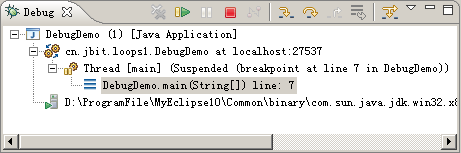 Debug
DebugDemo (1) [Java Application]
cn.jbit.loops1.DebugDemo at localhost:27537
Thread [main] (Suspended (breakpoint at line 7 in DebugDemo))
DebugDemo.main(String[]) line: 7
D:\ProgramFile\MyEclipse10\Common\binary\com.sun.java.jdk.win32.x8